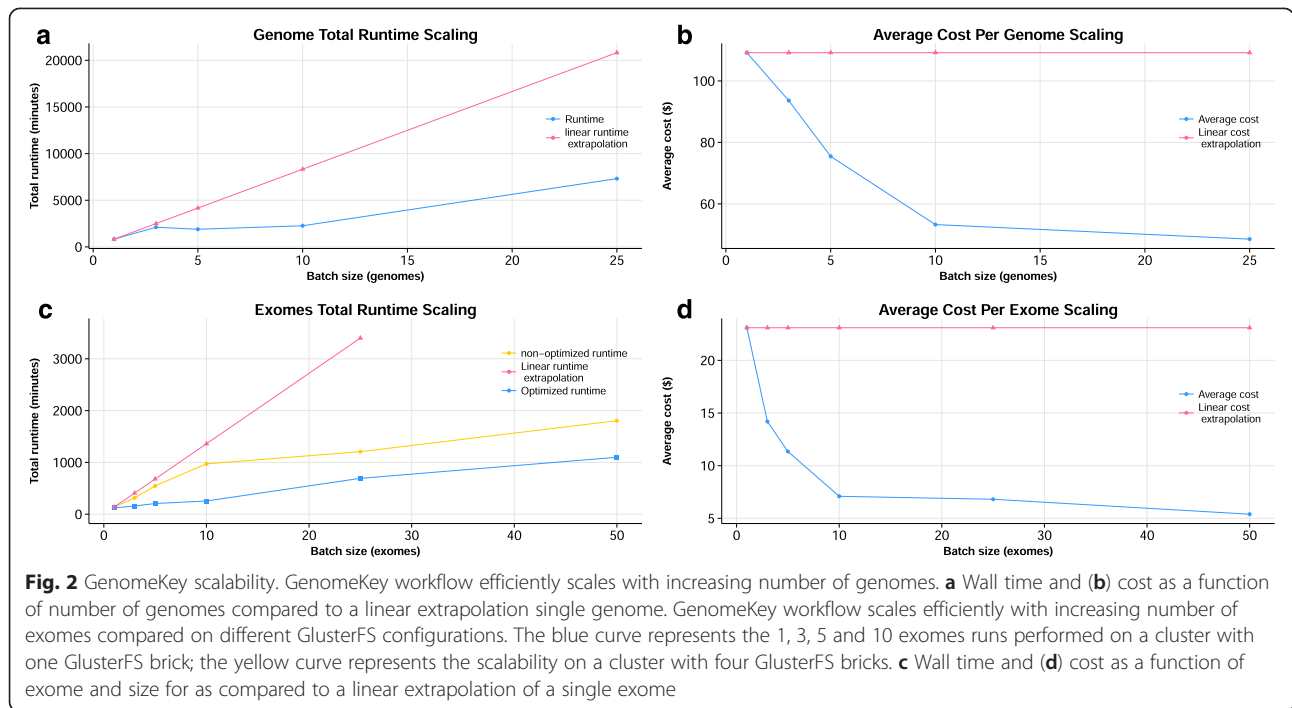 a
Genome Total Runtime Scaling
Total runtime (minutes)
20000
15000
10000
5000
0
0
5
10
15
20
25
Batch size (genomes)
Runtime
linear runtime
extrapolation
b
Average Cost Per Genome Scaling
Average cost ($)
100
80
60
0
5
10
15
20
25
Batch size (genomes)
Average cost
Linear cost
extrapolation
c
Exomes Total Runtime Scaling
Total runtime (minutes)
3000
2000
1000
0
0
10
20
30
40
50
Batch size (exomes)
non−optimized runtime
Linear runtime
extrapolation
Optimized runtime
d
Average Cost Per Exome Scaling
Average cost ($)
20
15
10
5
0
10
20
30
40
50
Batch size (exomes)
Average cost
Linear cost
extrapolation
Fig. 2 GenomeKey scalability. GenomeKey workflow efficiently scales with increasing number of genomes. a Wall time and (b) cost as a function
of number of genomes compared to a linear extrapolation single genome. GenomeKey workflow scales efficiently with increasing number of
exomes compared on different GlusterFS configurations. The blue curve represents the 1, 3, 5 and 10 exomes runs performed on a cluster with
one GlusterFS brick; the yellow curve represents the scalability on a cluster with four GlusterFS bricks. c Wall time and (d) cost as a function of
exome and size for as compared to a linear extrapolation of a single exome